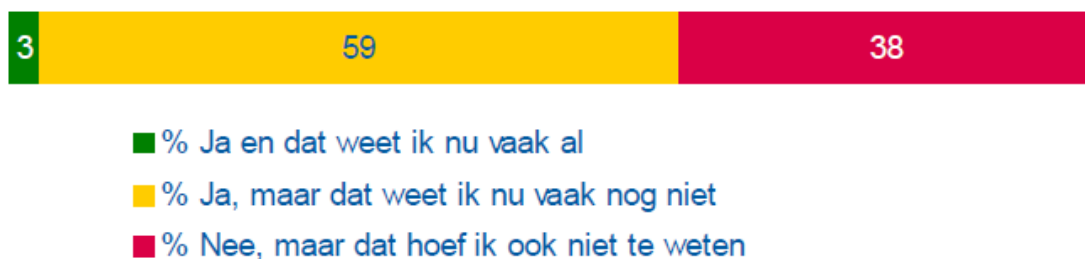 3 59 38
% Ja en dat weet ik nu vaak al
% Ja, maar dat weet ik nu vaak nog niet
% Nee, maar dat hoef ik ook niet te weten